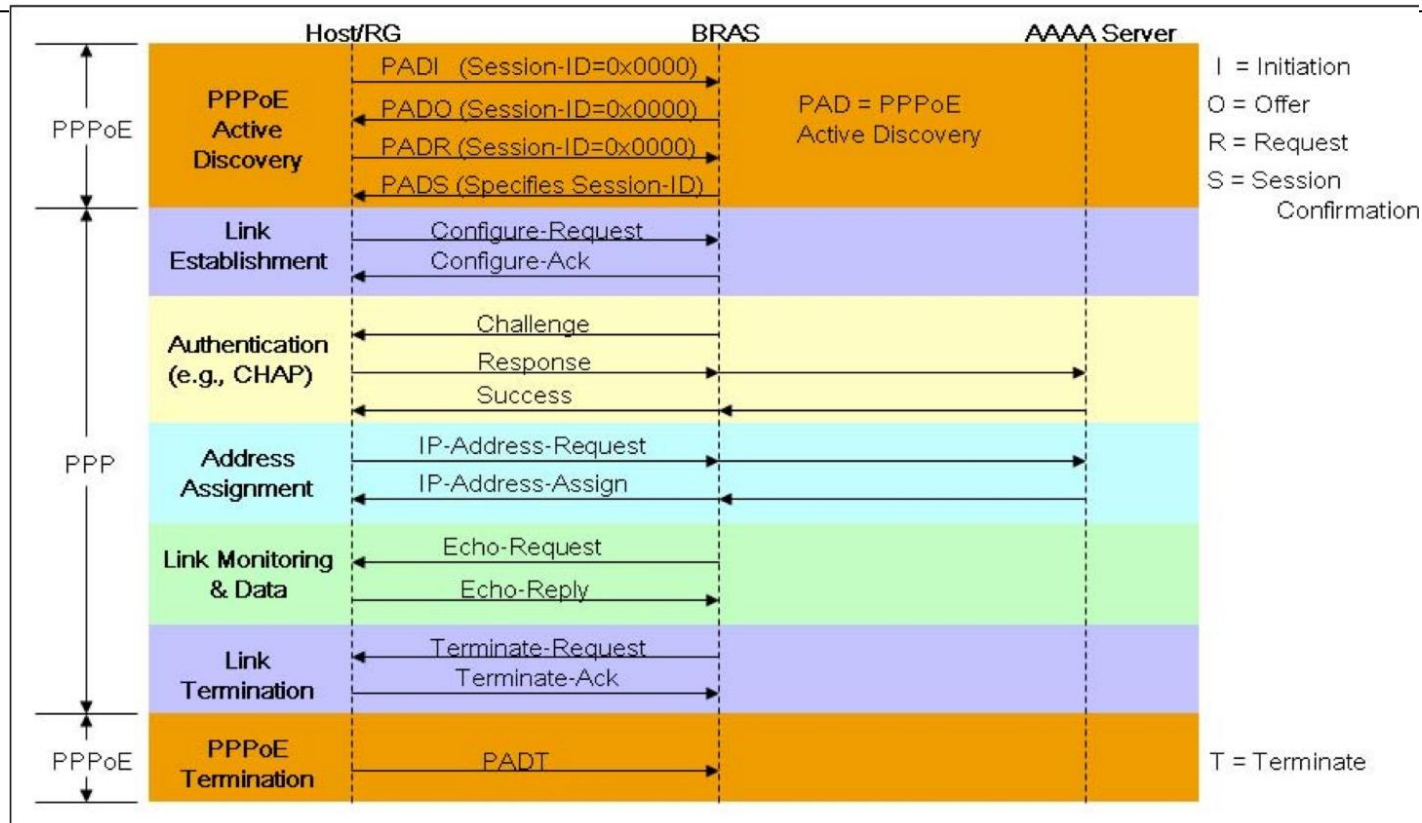 Host/RG BRAS AAAA Server
PPPoE
PPPoE
Active
Discovery
PADI (Session-ID=0x0000)
PADO (Session-ID=0x0000)
PADR (Session-ID=0x0000)
PADS (Specifies Session-ID)
PAD = PPPoE
Active Discovery
I = Initiation
O = Offer
R = Request
S = Session
Confirmation
PPP
Link
Establishment
Configure-Request
Configure-Ack
Authentication
(e.g., CHAP)
Challenge
Response
Success
Address
Assignment
IP-Address-Request
IP-Address-Assign
Link Monitoring
& Data
Echo-Request
Echo-Reply
Link
Termination
Terminate-Request
Terminate-Ack
PPPoE
PPPoE
Termination
PADT
T = Terminate